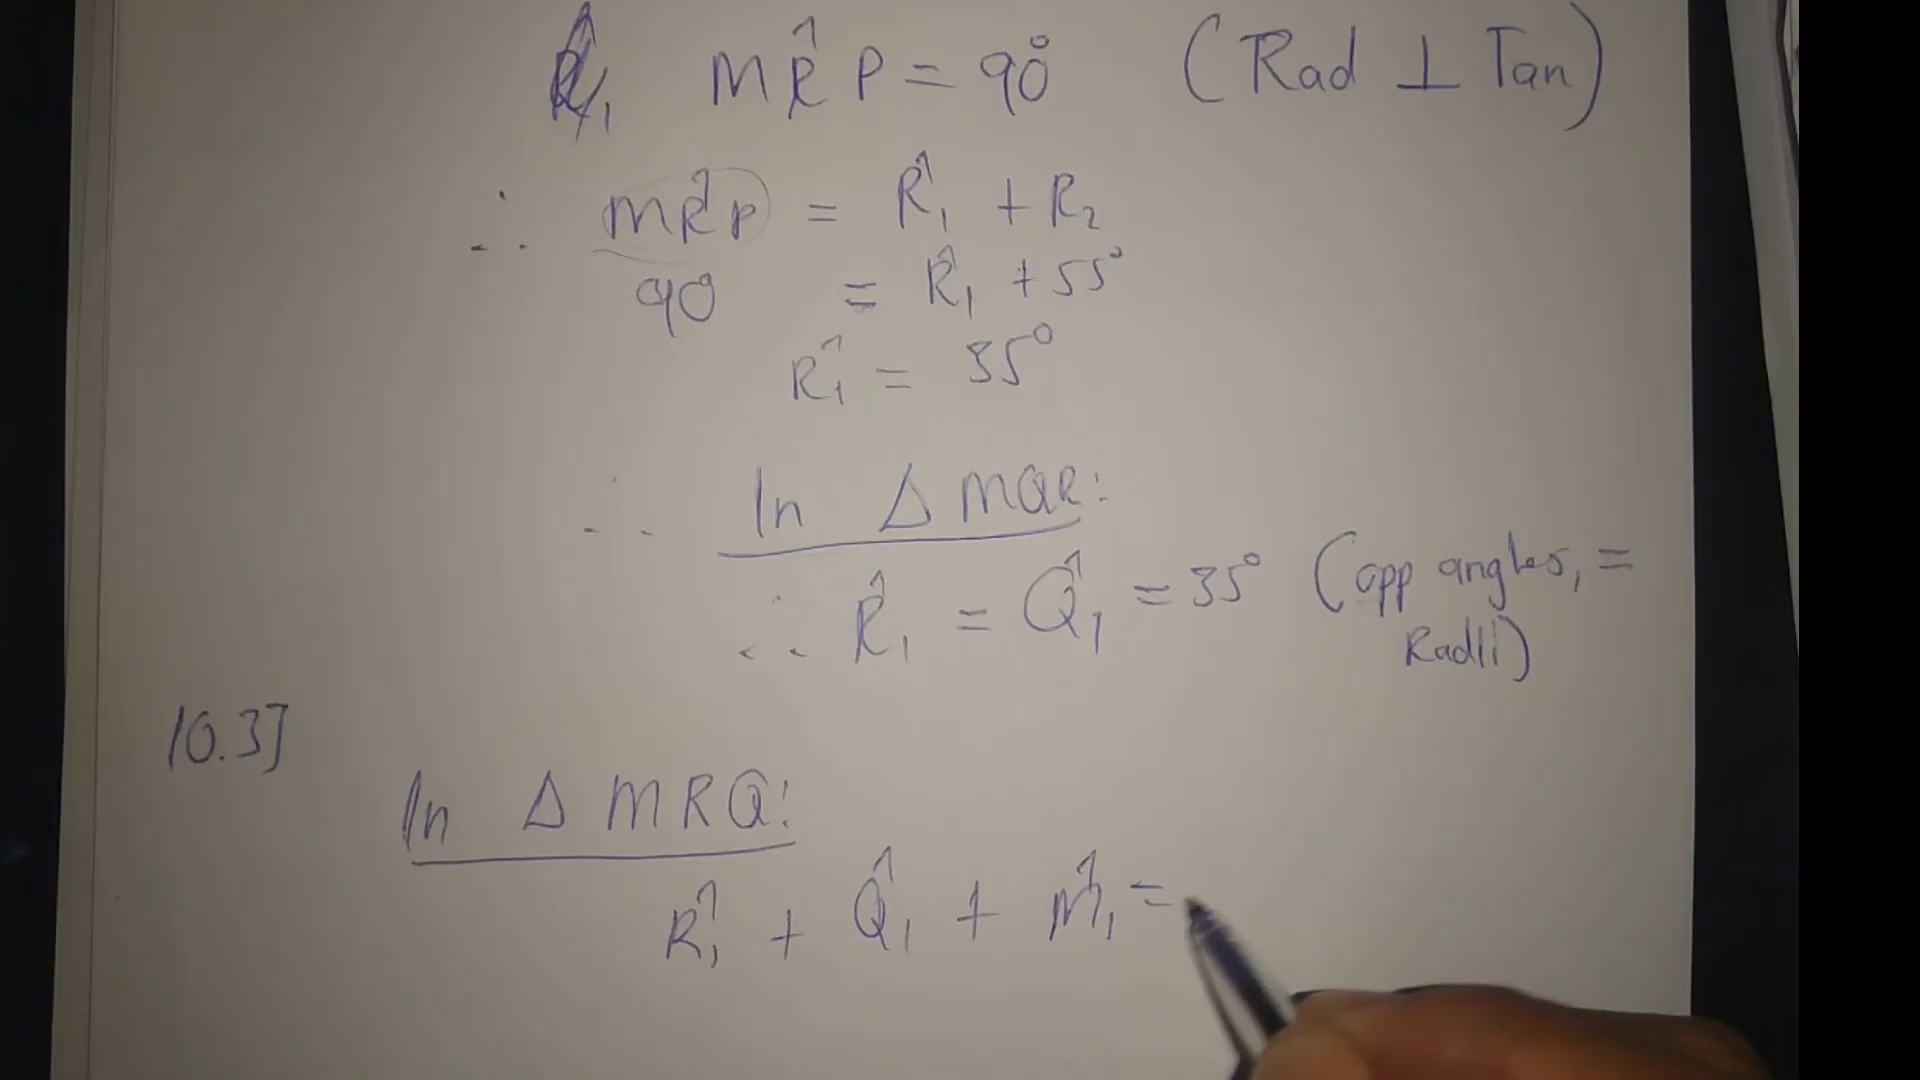 MR̂P = 90° (Rad ⊥ Tan)
∴ MR̂P = R̂₁ + R₂
90° = R̂₁ + 55°
R̂₁ = 35°
∴ In Δ MQR:
∴ R̂₁ = Q̂₁ = 35° (opp angles, =
Radii)
10.3]
In Δ MRQ:
R̂₁ + Q̂₁ + M̂₁ =